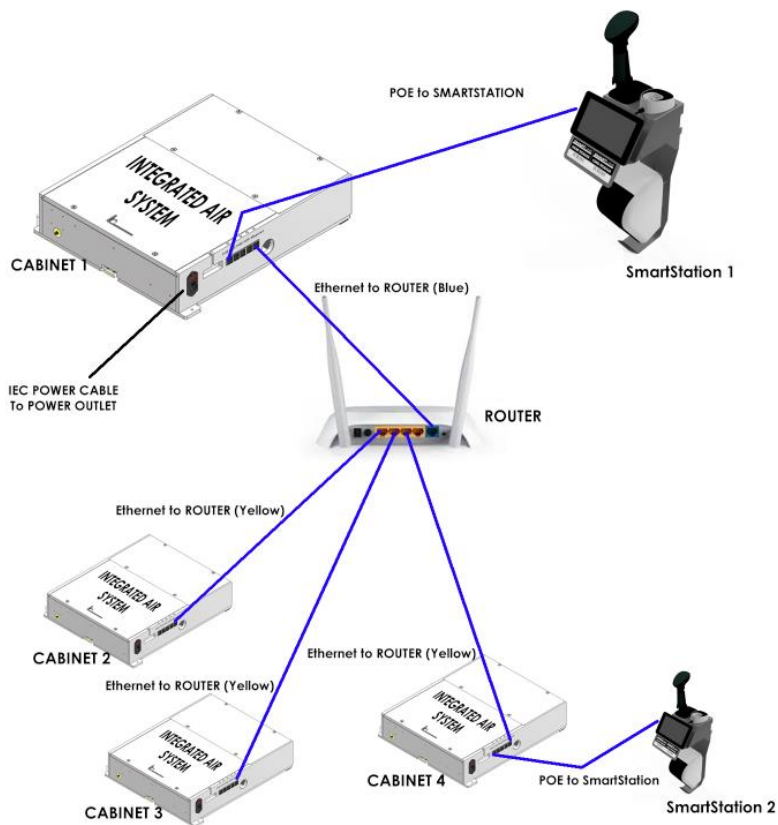 POE to SMARTSTATION
INTEGRATED AIR
SYSTEM
CABINET 1
SmartStation 1
Ethernet to ROUTER (Blue)
IEC POWER CABLE
To POWER OUTLET
ROUTER
Ethernet to ROUTER (Yellow)
INTEGRATED AIR
SYSTEM
CABINET 2
Ethernet to ROUTER (Yellow)
Ethernet to ROUTER (Yellow)
INTEGRATED AIR
SYSTEM
INTEGRATED AIR
SYSTEM
CABINET 4
POE to SmartStation
CABINET 3
SmartStation 2